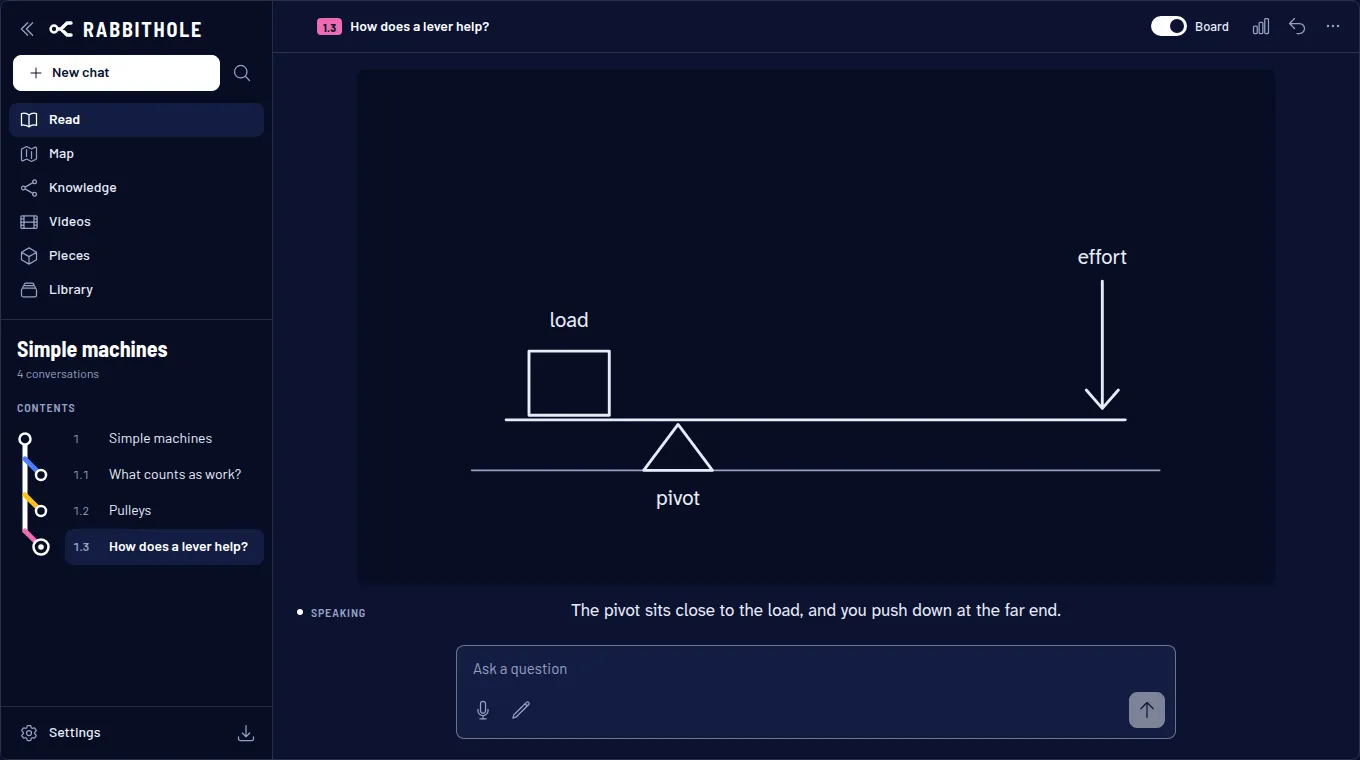 RABBITHOLE
New chat
Read
Map
Knowledge
Videos
Pieces
Library
Simple machines
4 conversations
CONTENTS
1 Simple machines
1.1 What counts as work?
1.2 Pulleys
1.3 How does a lever help?
Settings
1.3 How does a lever help?
Board
effort
load
pivot
SPEAKING
The pivot sits close to the load, and you push down at the far end.
Ask a question